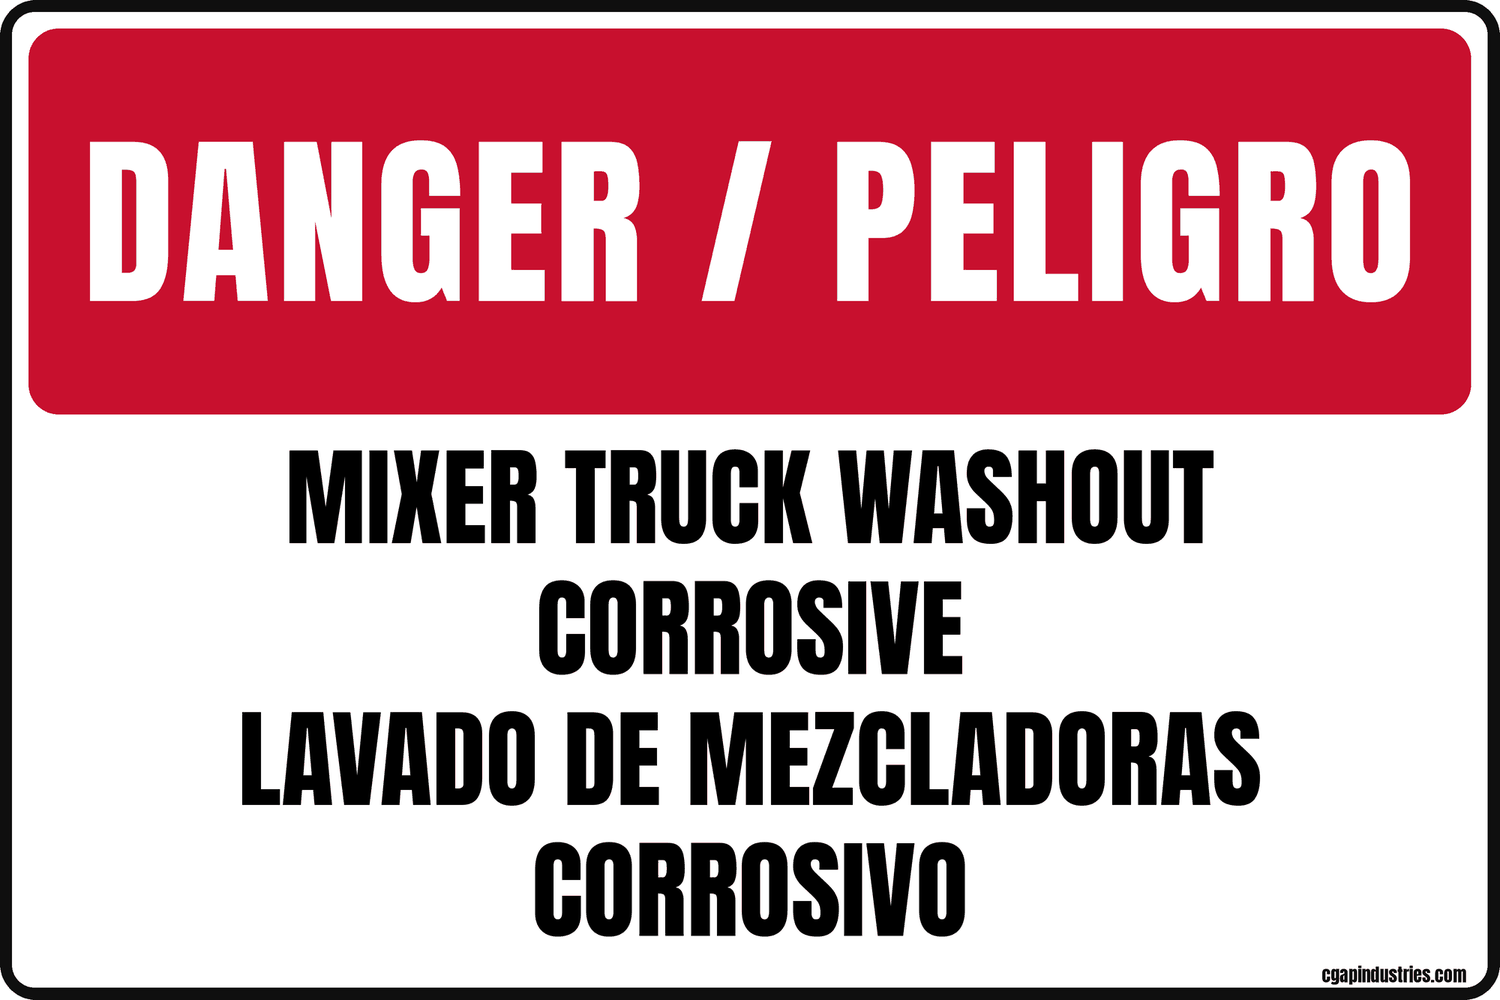 DANGER / PELIGRO
MIXER TRUCK WASHOUT
CORROSIVE
LAVADO DE MEZCLADORAS
CORROSIVO
cgapindustries.com